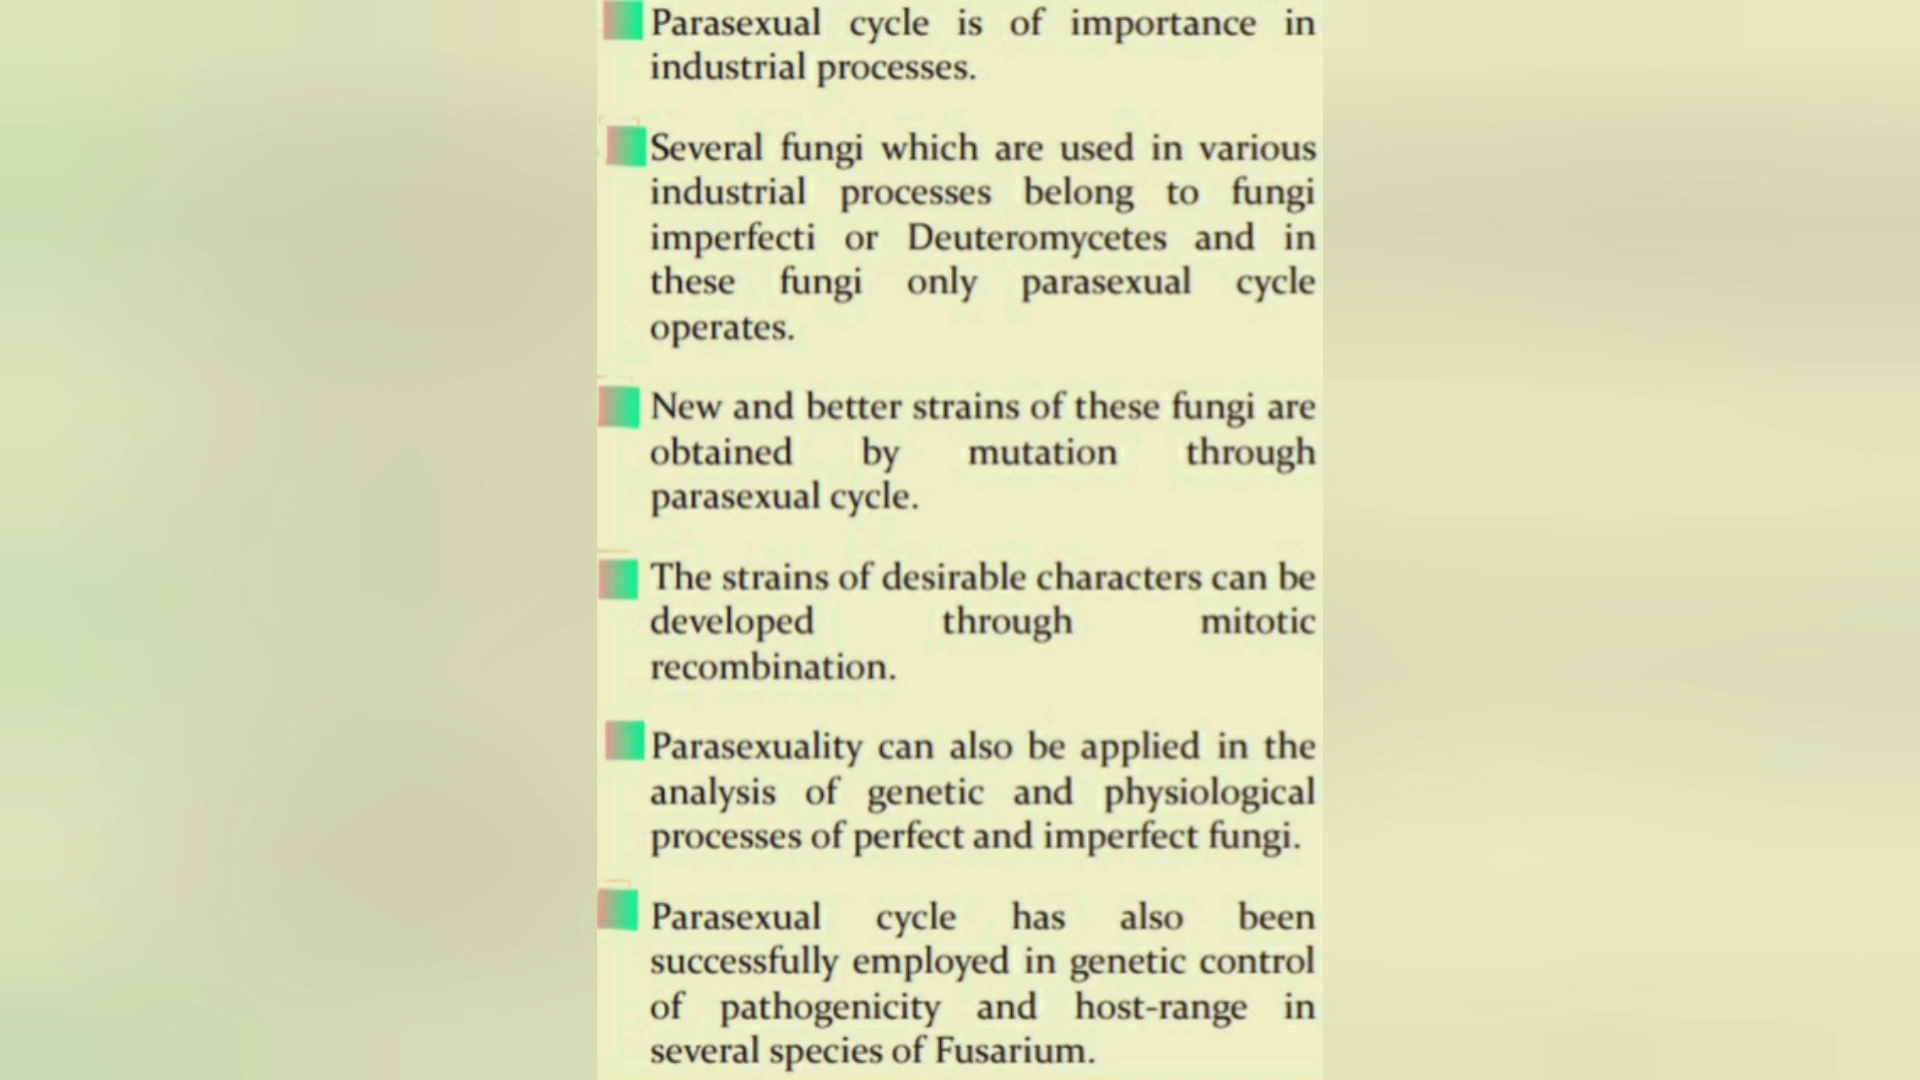 Parasexual cycle is of importance in
industrial processes.
Several fungi which are used in various
industrial processes belong to fungi
imperfecti or Deuteromycetes and in
these fungi only parasexual cycle
operates.
New and better strains of these fungi are
obtained by mutation through
parasexual cycle.
The strains of desirable characters can be
developed through mitotic
recombination.
Parasexuality can also be applied in the
analysis of genetic and physiological
processes of perfect and imperfect fungi.
Parasexual cycle has also been
successfully employed in genetic control
of pathogenicity and host-range in
several species of Fusarium.